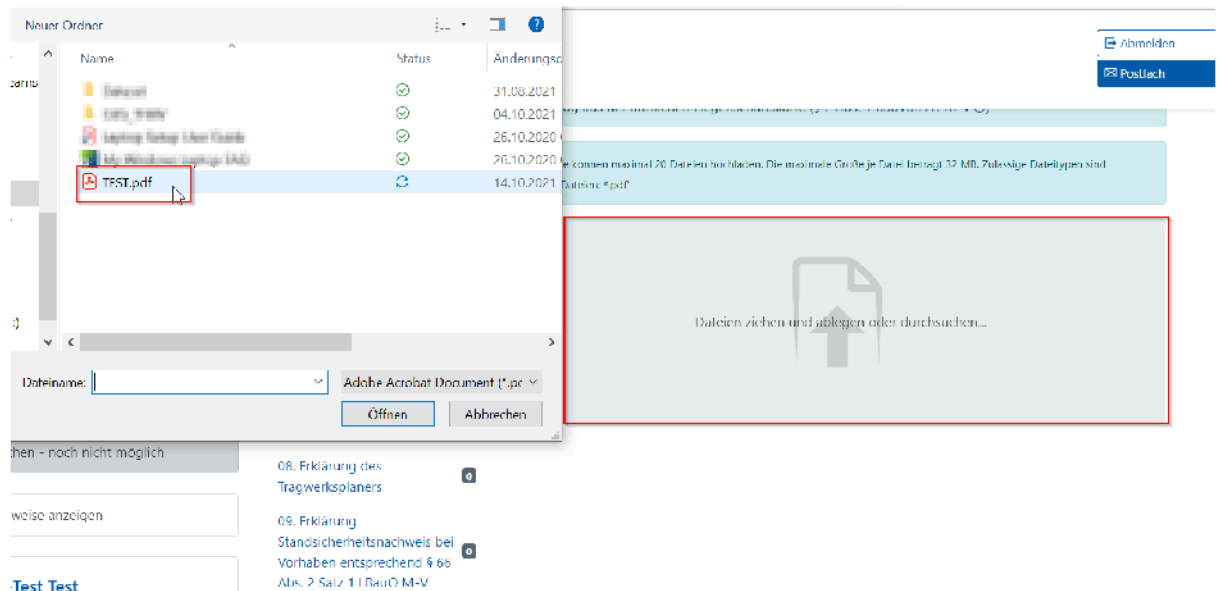 Neuer Ordner
Name
Status
Änderungsc
31.08.2021
04.10.2021
26.10.2020
26.10.2020
TEST.pdf
14.10.2021
Dateiname:
Adobe Acrobat Document (*.pc
Öffnen
Abbrechen
Abmelden
Postfach
können maximal 20 Dateien hochladen. Die maximale Größe je Datei beträgt 32 MB. Zulässige Dateitypen sind
Dateien: *.pdf"
Dateien ziehen und ablegen oder durchsuchen...
hen - noch nicht möglich
weise anzeigen
-Test Test
08. Erklärung des
Tragwerksplaners
0
09. Erklärung
Standsicherheitsnachweis bei
Vorhaben entsprechend § 66
Abs. 2 Satz 1 LBauO M-V
0